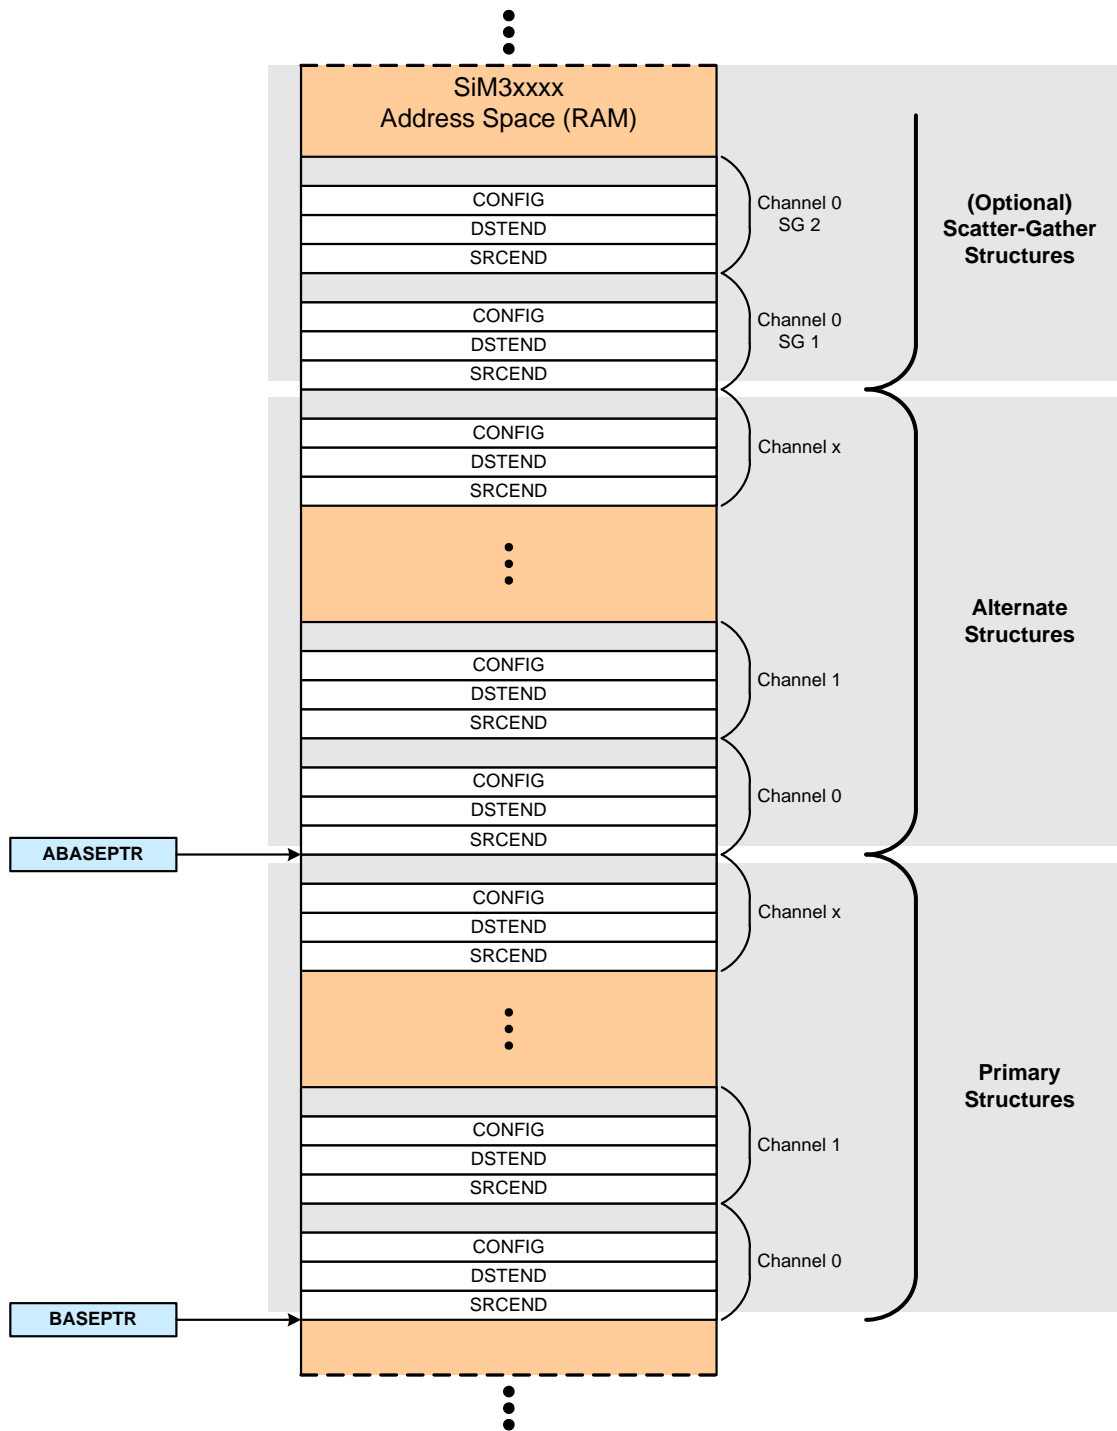 SiM3xxxx
Address Space (RAM)
CONFIG
DSTEND
SRCEND
Channel 0
SG 2
(Optional)
Scatter-Gather
Structures
CONFIG
DSTEND
SRCEND
Channel 0
SG 1
CONFIG
DSTEND
SRCEND
Channel x
Alternate
Structures
CONFIG
DSTEND
SRCEND
Channel 1
CONFIG
DSTEND
SRCEND
Channel 0
ABASEPTR
CONFIG
DSTEND
SRCEND
Channel x
Primary
Structures
CONFIG
DSTEND
SRCEND
Channel 1
CONFIG
DSTEND
SRCEND
Channel 0
BASEPTR